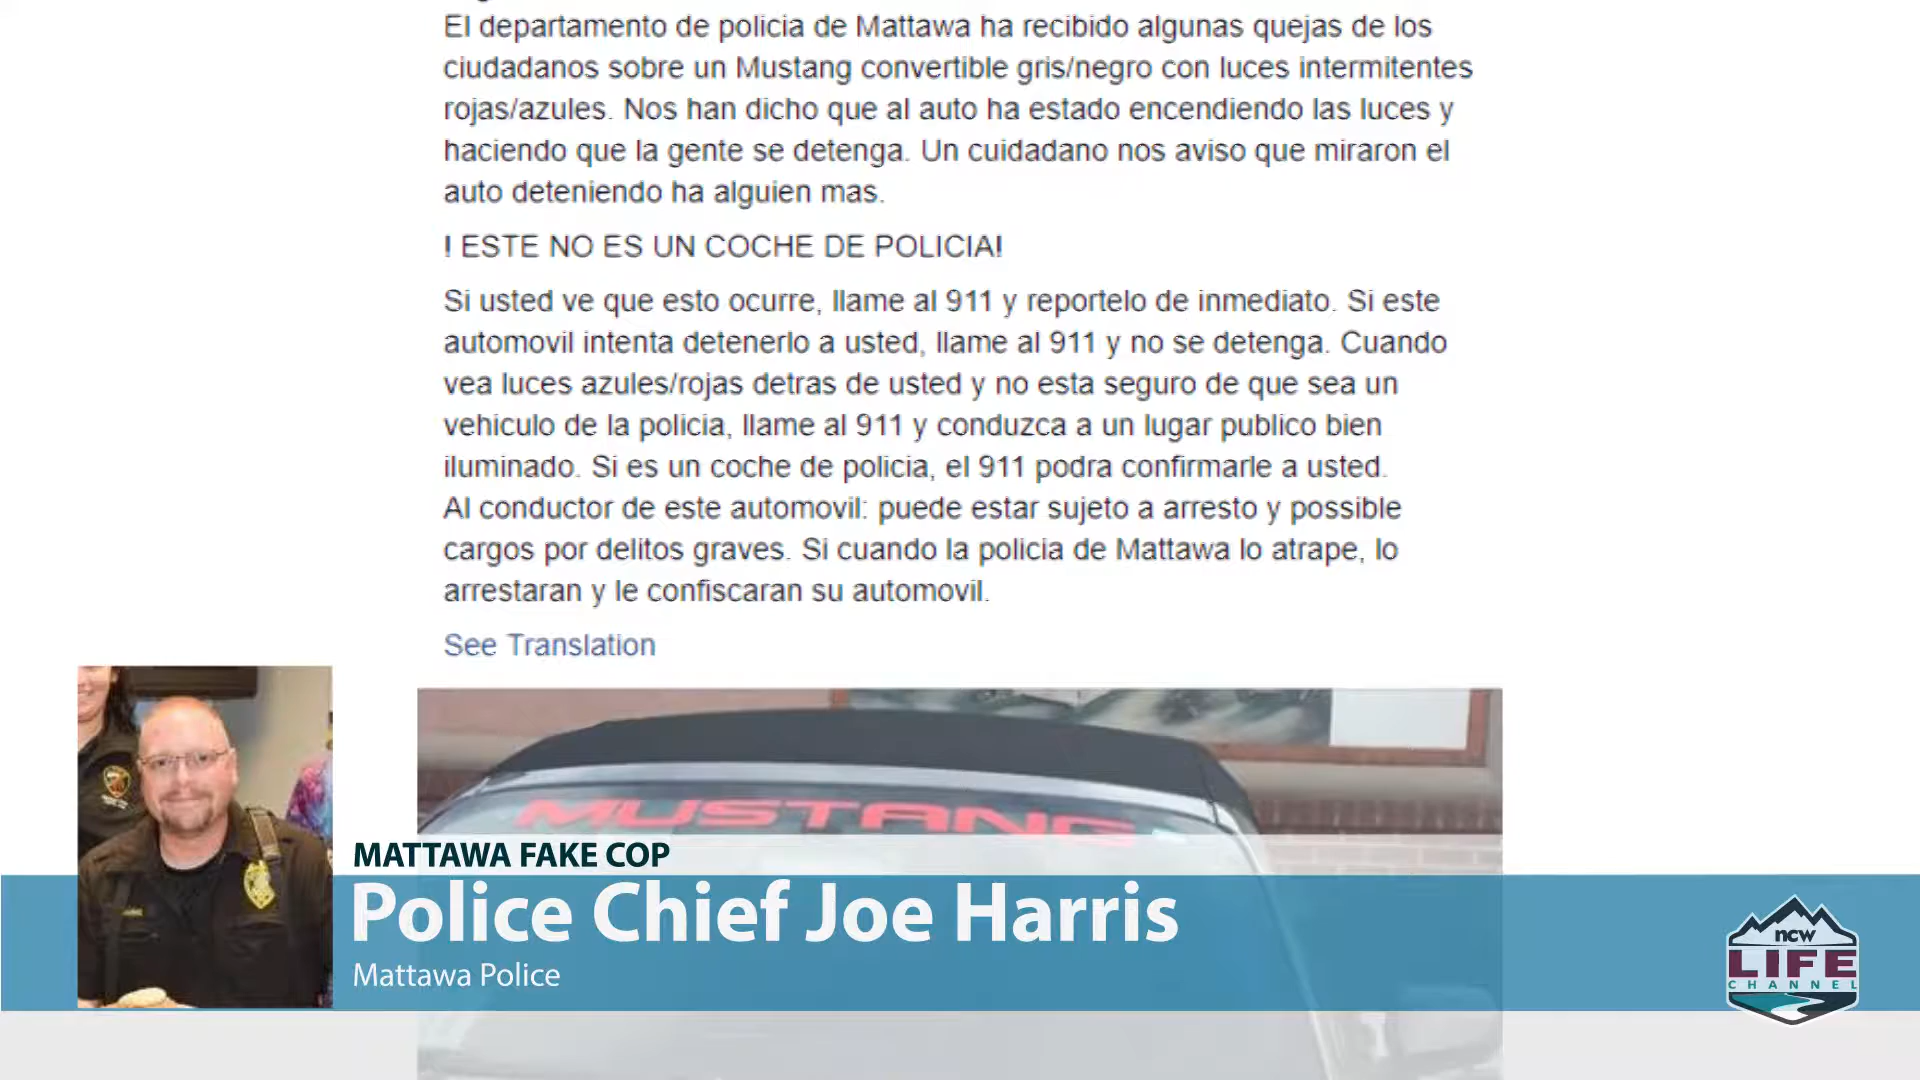 El departamento de policia de Mattawa ha recibido algunas quejas de los
ciudadanos sobre un Mustang convertible gris/negro con luces intermitentes
rojas/azules. Nos han dicho que al auto ha estado encendiendo las luces y
haciendo que la gente se detenga. Un cuidadano nos aviso que miraron el
auto deteniendo ha alguien mas.
! ESTE NO ES UN COCHE DE POLICIA!
Si usted ve que esto ocurre, llame al 911 y reportelo de inmediato. Si este
automovil intenta detenerlo a usted, llame al 911 y no se detenga. Cuando
vea luces azules/rojas detras de usted y no esta seguro de que sea un
vehiculo de la policia, llame al 911 y conduzca a un lugar publico bien
iluminado. Si es un coche de policia, el 911 podra confirmarle a usted.
Al conductor de este automovil: puede estar sujeto a arresto y possible
cargos por delitos graves. Si cuando la policia de Mattawa lo atrape, lo
arrestaran y le confiscaran su automovil.
See Translation
MUSTANG
MATTAWA FAKE COP
Police Chief Joe Harris
Mattawa Police
ncw
LIFE
CHANNEL